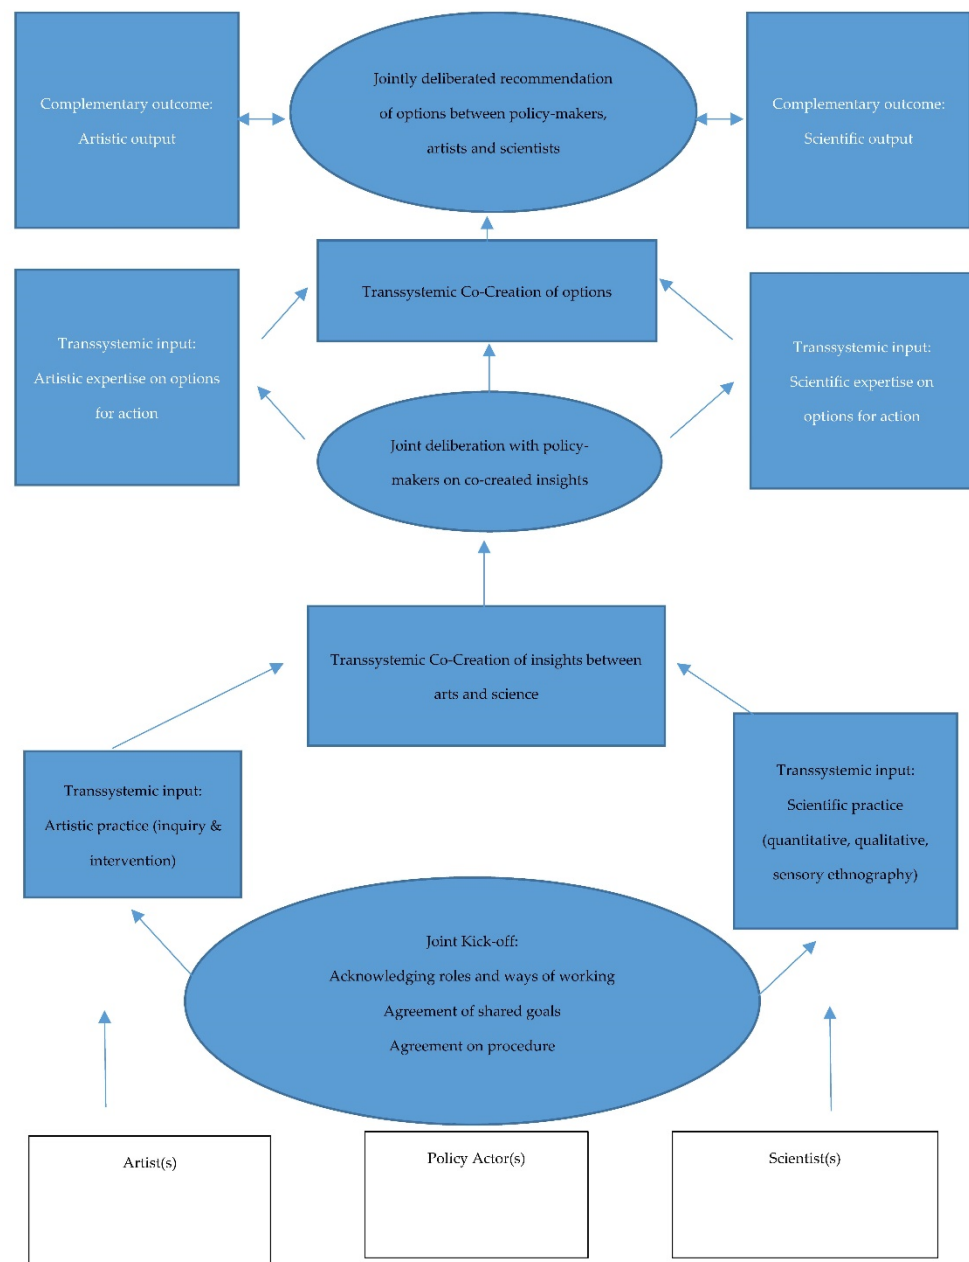 Complementary outcome:
Artistic output
Jointly deliberated recommendation
of options between policy-makers,
artists and scientists
Complementary outcome:
Scientific output
Transsystemic input:
Artistic expertise on options
for action
Transsystemic Co-Creation of options
Transsystemic input:
Scientific expertise on
options for action
Joint deliberation with policy-
makers on co-created insights
Transsystemic Co-Creation of insights between
arts and science
Transsystemic input:
Artistic practice (inquiry &
intervention)
Transsystemic input:
Scientific practice
(quantitative, qualitative,
sensory ethnography)
Joint Kick-off:
Acknowledging roles and ways of working
Agreement of shared goals
Agreement on procedure
Artist(s)
Policy Actor(s)
Scientist(s)